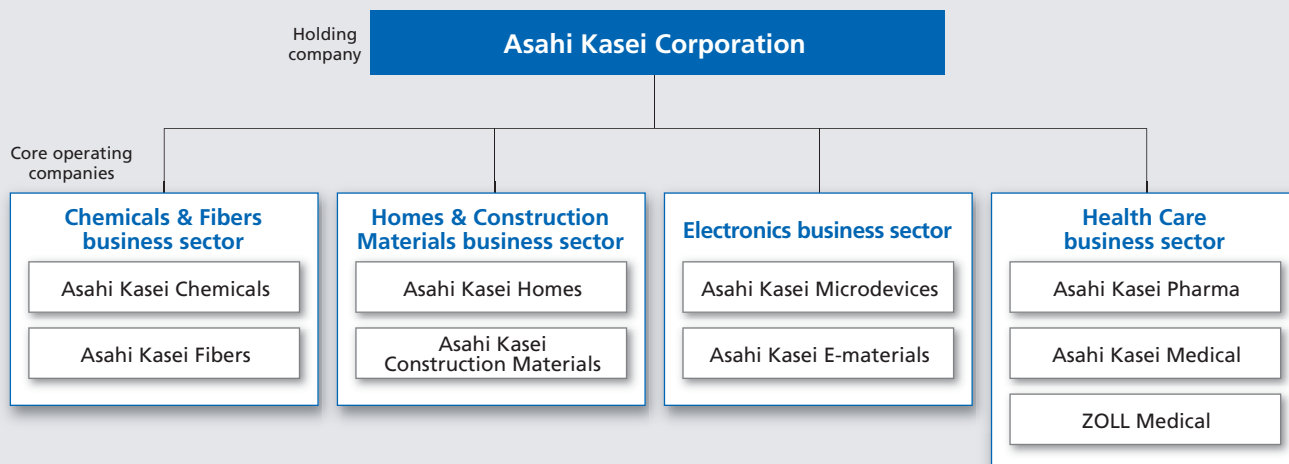 Holding
company
Asahi Kasei Corporation
Core operating
companies
Chemicals & Fibers
business sector
Asahi Kasei Chemicals
Asahi Kasei Fibers
Homes & Construction
Materials business sector
Asahi Kasei Homes
Asahi Kasei
Construction Materials
Electronics business sector
Asahi Kasei Microdevices
Asahi Kasei E-materials
Health Care
business sector
Asahi Kasei Pharma
Asahi Kasei Medical
ZOLL Medical